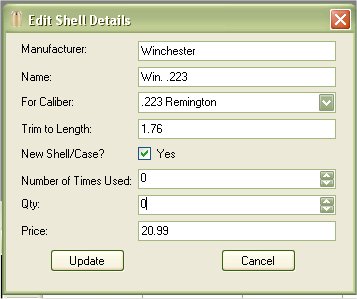 Edit Shell Details
Manufacturer: Winchester
Name: Win. .223
For Caliber: .223 Remington
Trim to Length: 1.76
New Shell/Case? Yes
Number of Times Used: 0
Qty: 0
Price: 20.99
Update Cancel